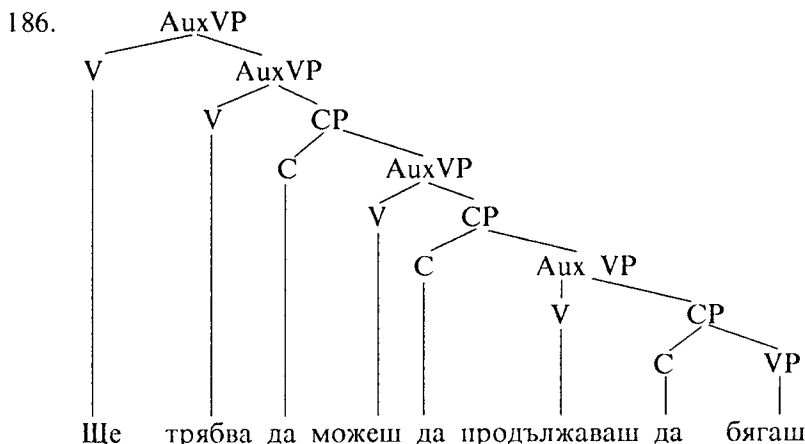 186. AuxVP
V AuxVP
V CP
C AuxVP
V CP
C Aux VP
V CP
C VP
Ще трябва да можеш да продължаваш да бягаш